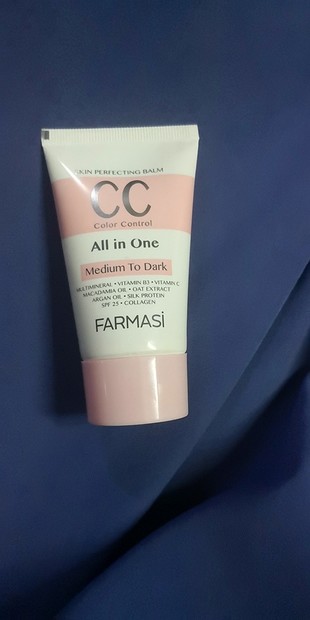 SKIN PERFECTING BALM
CC
Color Control
All in One
Medium To Dark
MULTIMINERAL • VITAMIN B3 • VITAMIN C
MACADAMIA OIL • OAT EXTRACT
ARGAN OIL • SILK PROTEIN
SPF 25 • COLLAGEN
FARMASi